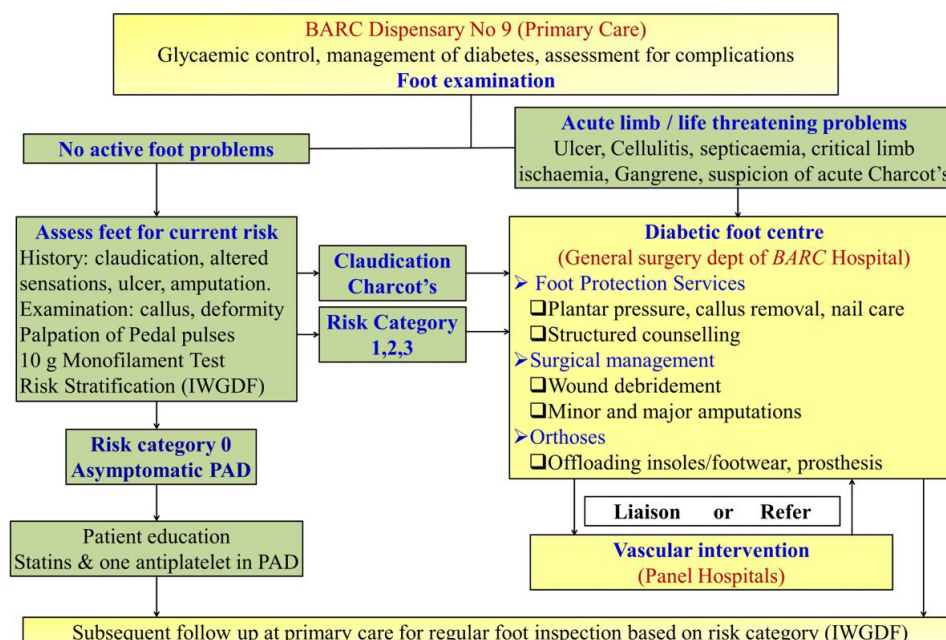 BARC Dispensary No 9 (Primary Care)
Glycaemic control, management of diabetes, assessment for complications
Foot examination
No active foot problems
Acute limb / life threatening problems
Ulcer, Cellulitis, septicaemia, critical limb
ischaemia, Gangrene, suspicion of acute Charcot's
Assess feet for current risk
History: claudication, altered
sensations, ulcer, amputation.
Examination: callus, deformity
Palpation of Pedal pulses
10 g Monofilament Test
Risk Stratification (IWGDF)
Claudication
Charcot's
Risk Category
1,2,3
Diabetic foot centre
(General surgery dept of BARC Hospital)
➢ Foot Protection Services
❑Plantar pressure, callus removal, nail care
❑Structured counselling
➢Surgical management
❑Wound debridement
❑Minor and major amputations
➢Orthoses
❑Offloading insoles/footwear, prosthesis
Risk category 0
Asymptomatic PAD
Liaison or Refer
Patient education
Statins & one antiplatelet in PAD
Vascular intervention
(Panel Hospitals)
Subsequent follow up at primary care for regular foot inspection based on risk category (IWGDF)